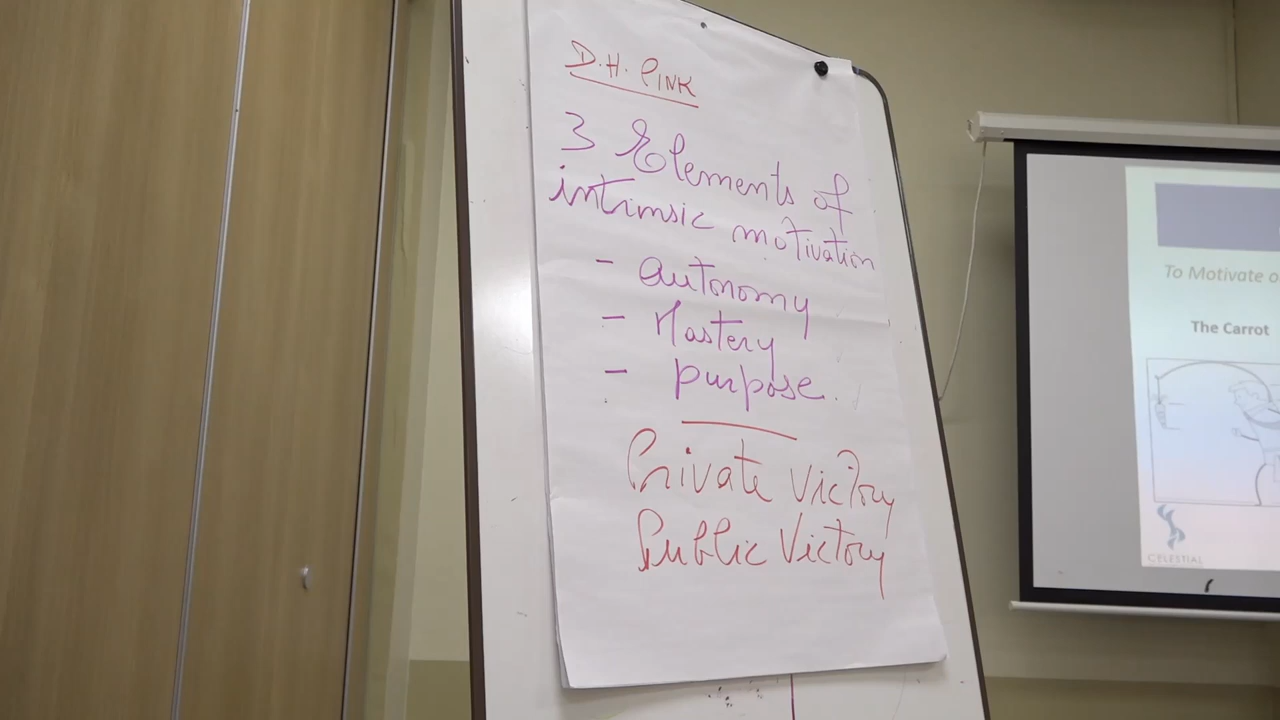 D.H. PINK
3 Elements of
intrinsic motivation
- autonomy
- Mastery
- purpose.
Private Victory
Public Victory
To Motivate o
The Carrot
CELESTIAL